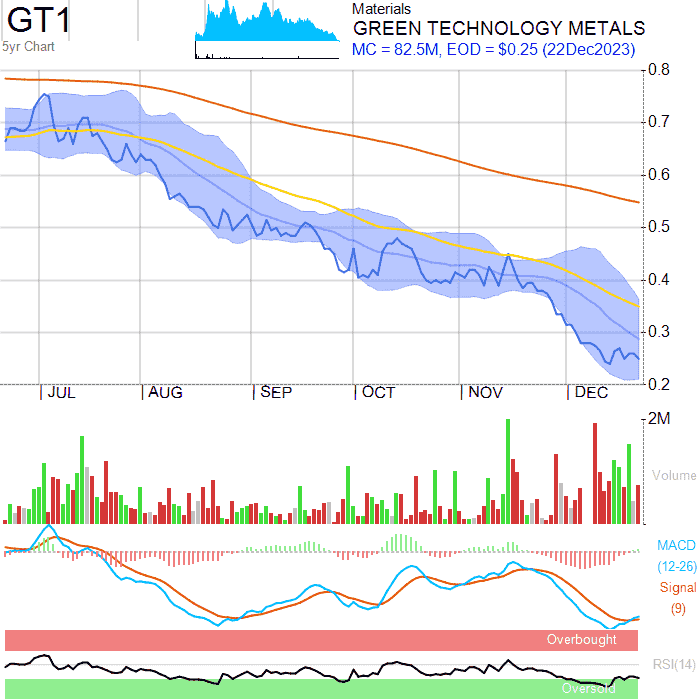 GT1
5yr Chart
Materials
GREEN TECHNOLOGY METALS
MC = 82.5M, EOD = $0.25 (22Dec2023)
0.8
0.7
0.6
0.5
0.4
0.3
0.2
JUL AUG SEP OCT NOV DEC
2M
Volume
MACD
(12-26)
Signal
(9)
Overbought
RSI(14)
Oversold